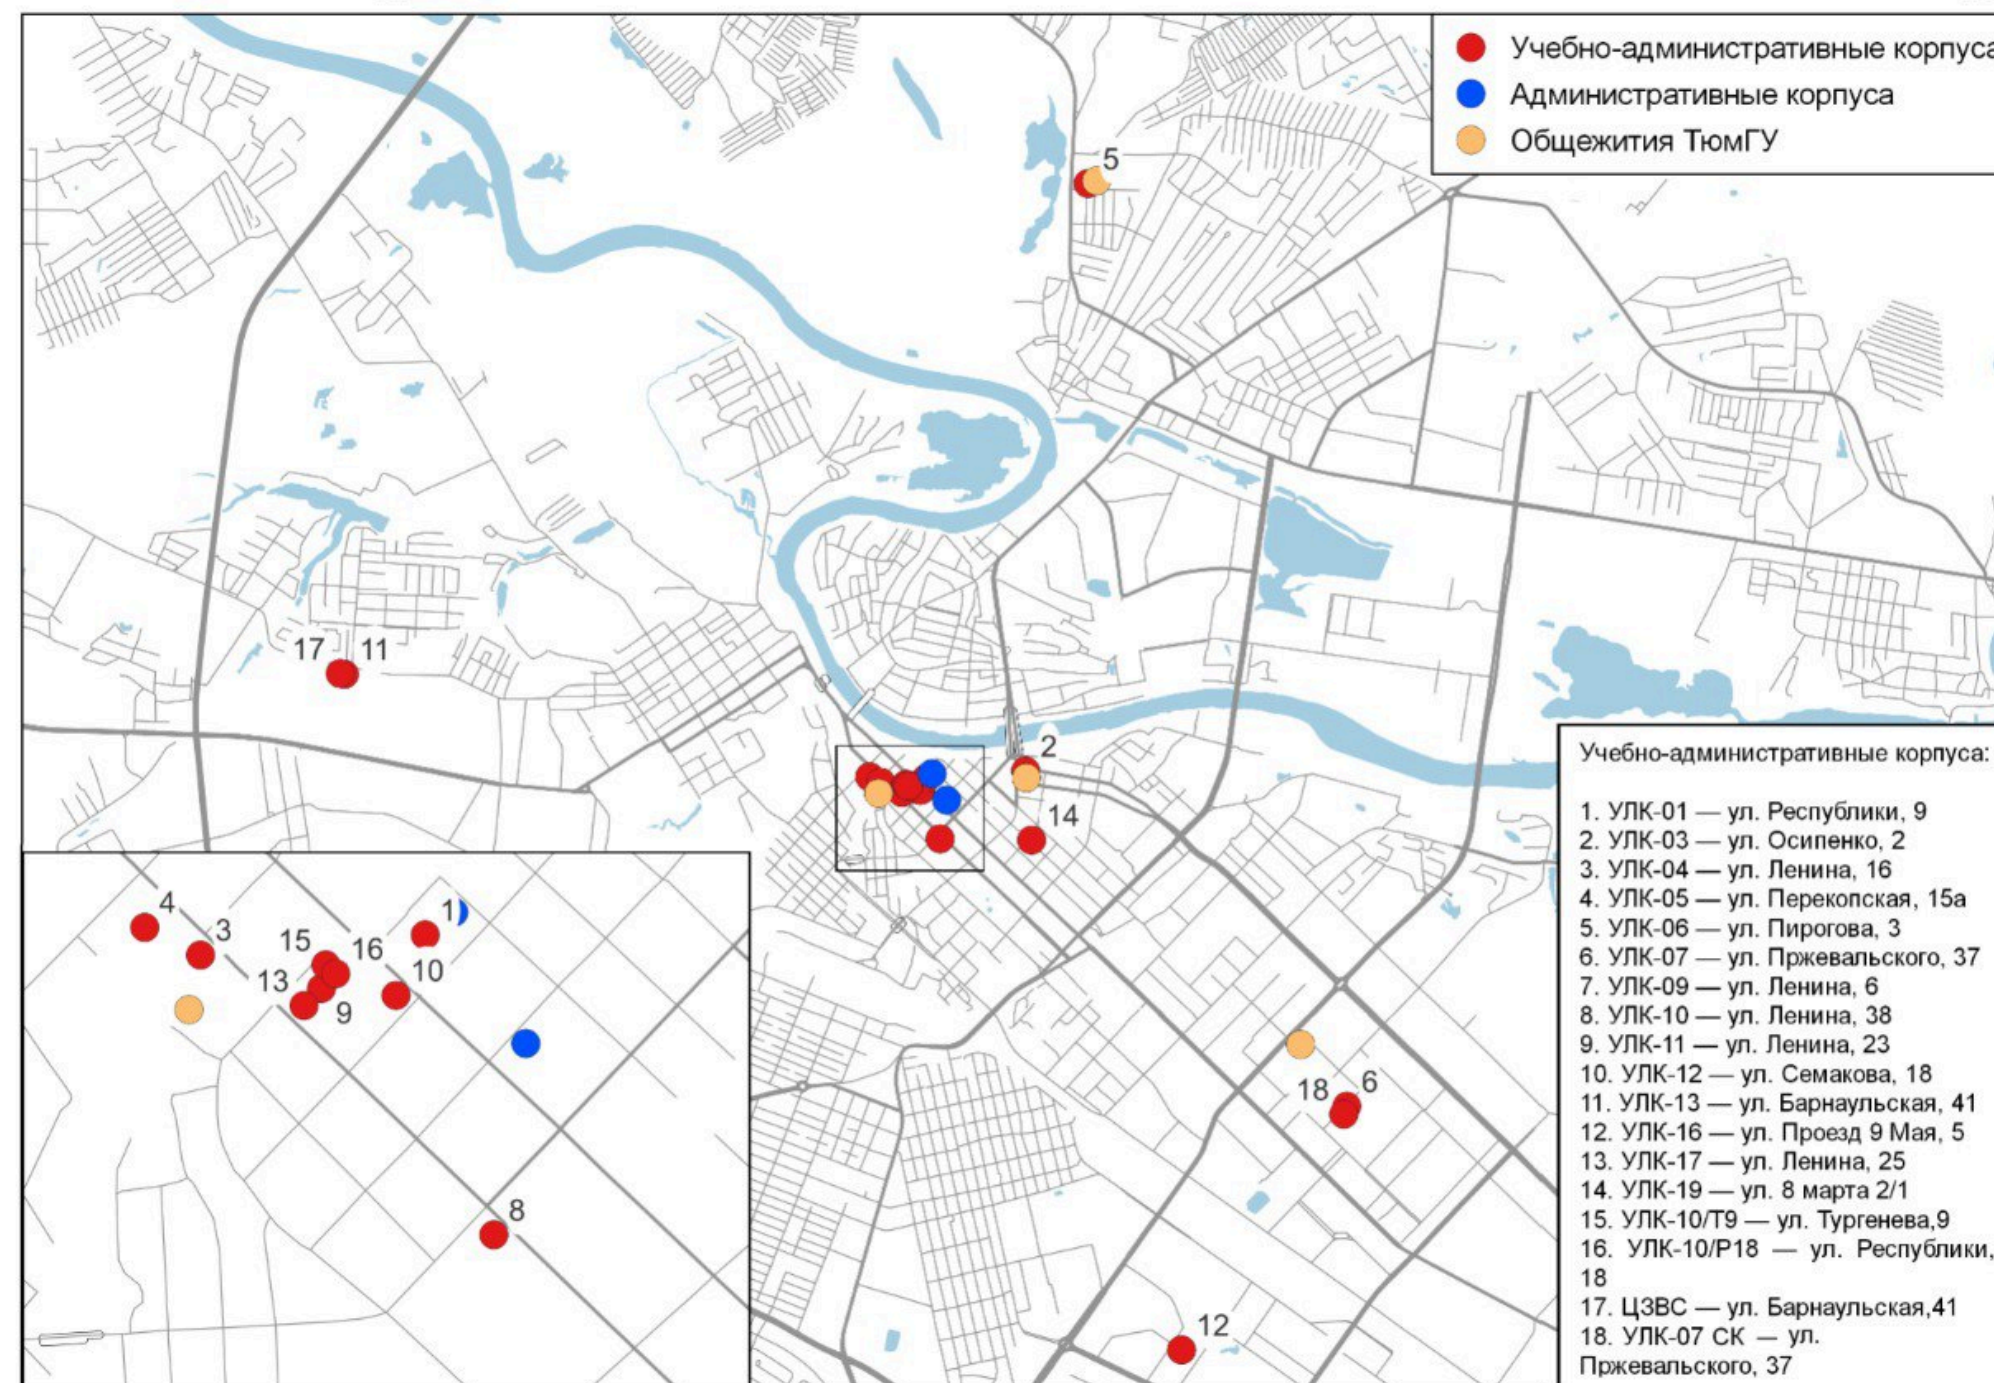 Учебно-административные корпуса
Административные корпуса
Общежития ТюмГУ
5
17 11
2
14
4
3
1
15
16
13
10
9
8
18 6
12
Учебно-административные корпуса:
1. УЛК-01 — ул. Республики, 9
2. УЛК-03 — ул. Осипенко, 2
3. УЛК-04 — ул. Ленина, 16
4. УЛК-05 — ул. Перекопская, 15а
5. УЛК-06 — ул. Пирогова, 3
6. УЛК-07 — ул. Пржевальского, 37
7. УЛК-09 — ул. Ленина, 6
8. УЛК-10 — ул. Ленина, 38
9. УЛК-11 — ул. Ленина, 23
10. УЛК-12 — ул. Семакова, 18
11. УЛК-13 — ул. Барнаульская, 41
12. УЛК-16 — ул. Проезд 9 Мая, 5
13. УЛК-17 — ул. Ленина, 25
14. УЛК-19 — ул. 8 марта 2/1
15. УЛК-10/Т9 — ул. Тургенева,9
16. УЛК-10/Р18 — ул. Республики,
18
17. ЦЗВС — ул. Барнаульская,41
18. УЛК-07 СК — ул.
Пржевальского, 37